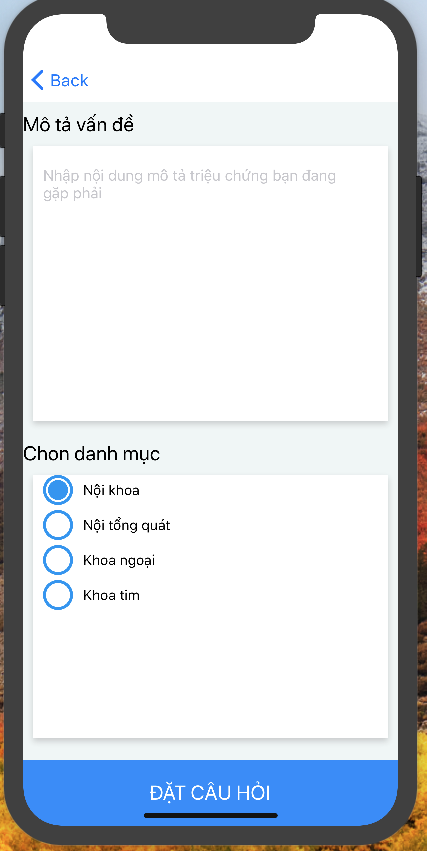 Back
Mô tả vấn đề
Nhập nội dung mô tả triệu chứng bạn đang
gặp phải
Chon danh mục
Nội khoa
Nội tổng quát
Khoa ngoại
Khoa tim
ĐẶT CÂU HỎI